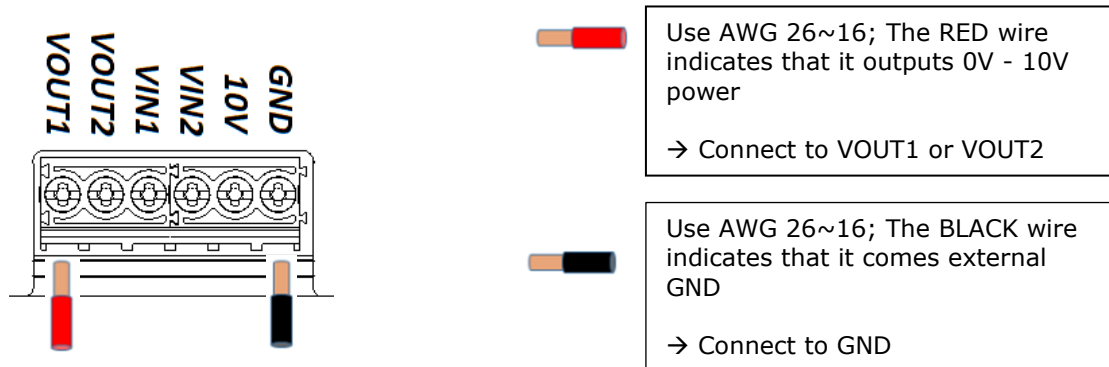 VOUT1
VOUT2
VIN1
VIN2
10V
GND
Use AWG 26~16; The RED wire
indicates that it outputs 0V - 10V
power
→ Connect to VOUT1 or VOUT2
Use AWG 26~16; The BLACK wire
indicates that it comes external
GND
→ Connect to GND